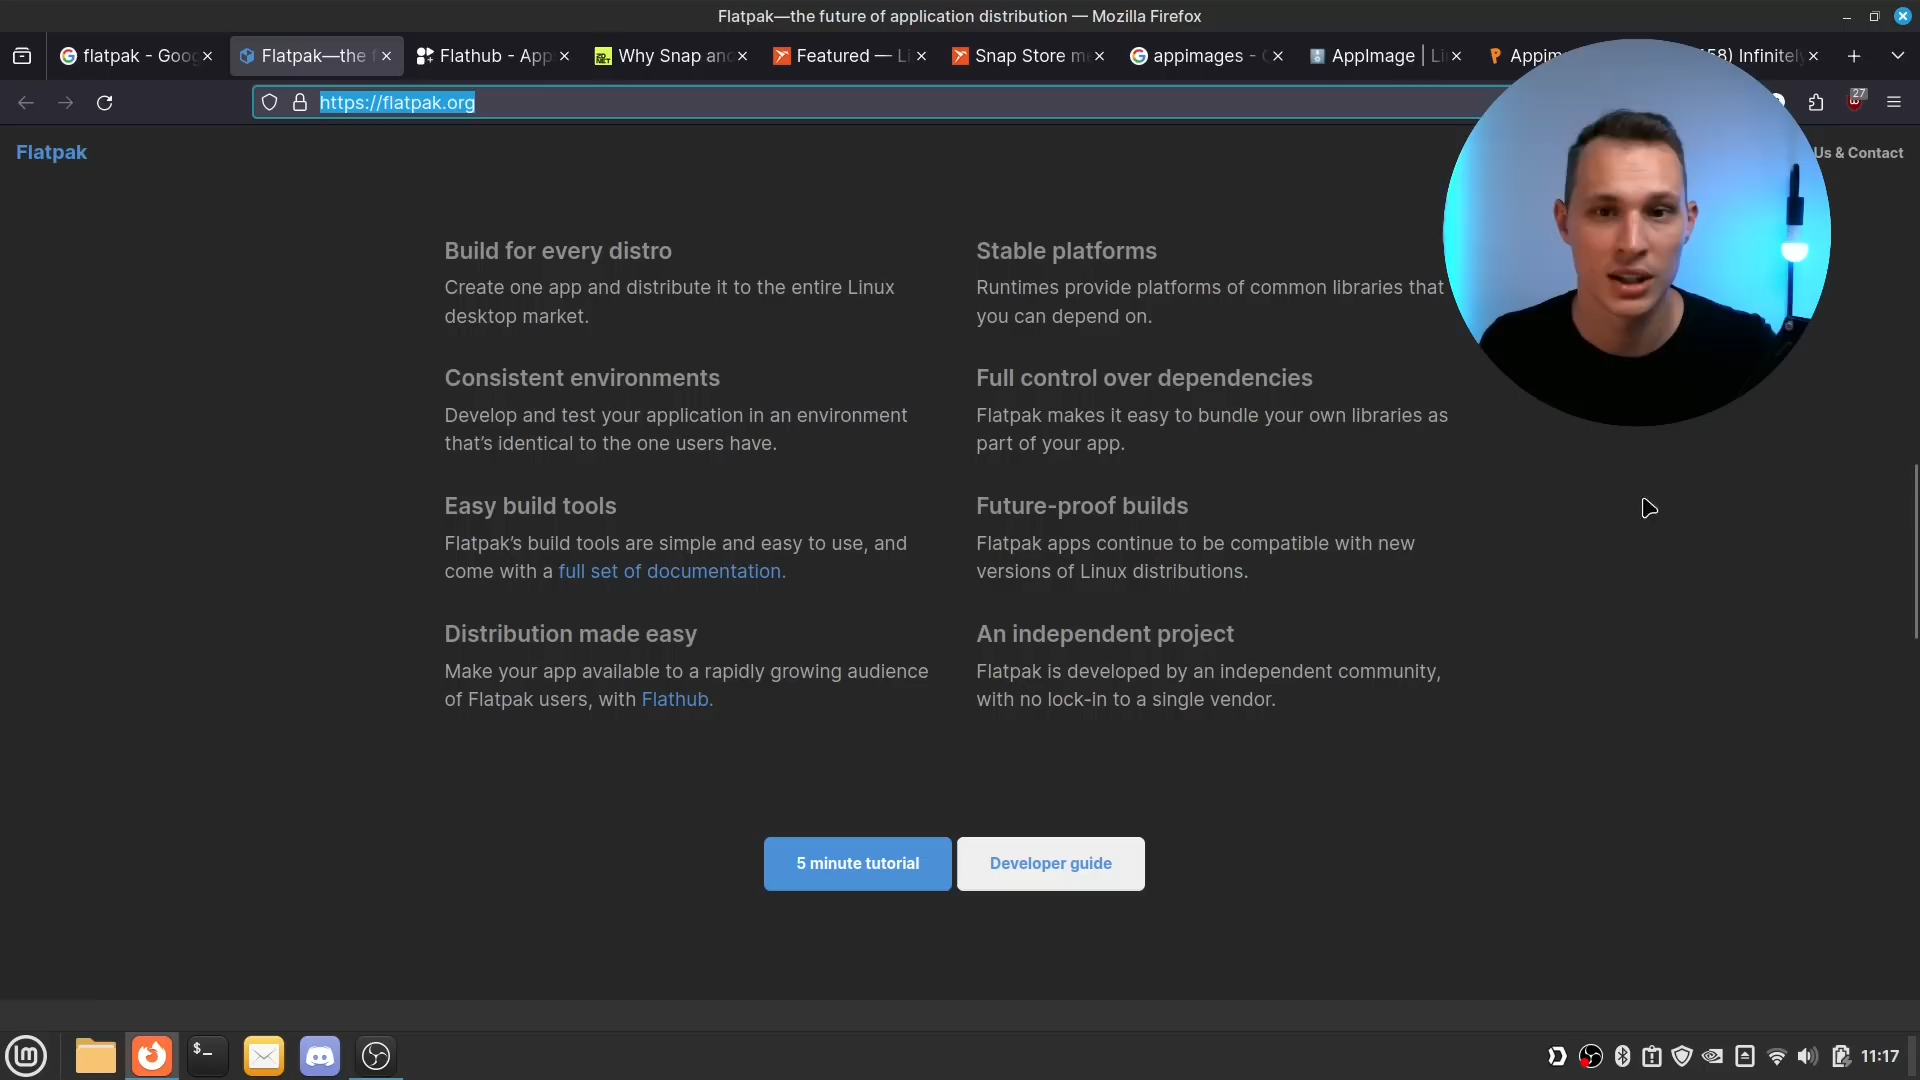 Flatpak—the future of application distribution — Mozilla Firefox
flatpak - Goo
Flatpak—the f
Flathub - App
Why Snap an
Featured — Li
Snap Store m
appimages -
AppImage | Li
Appim
58) Infinitel
https://flatpak.org
27
Flatpak
Us & Contact
Build for every distro
Create one app and distribute it to the entire Linux
desktop market.
Stable platforms
Runtimes provide platforms of common libraries that
you can depend on.
Consistent environments
Develop and test your application in an environment
that’s identical to the one users have.
Full control over dependencies
Flatpak makes it easy to bundle your own libraries as
part of your app.
Easy build tools
Flatpak’s build tools are simple and easy to use, and
come with a full set of documentation.
Future-proof builds
Flatpak apps continue to be compatible with new
versions of Linux distributions.
Distribution made easy
Make your app available to a rapidly growing audience
of Flatpak users, with Flathub.
An independent project
Flatpak is developed by an independent community,
with no lock-in to a single vendor.
5 minute tutorial
Developer guide
$_
11:17